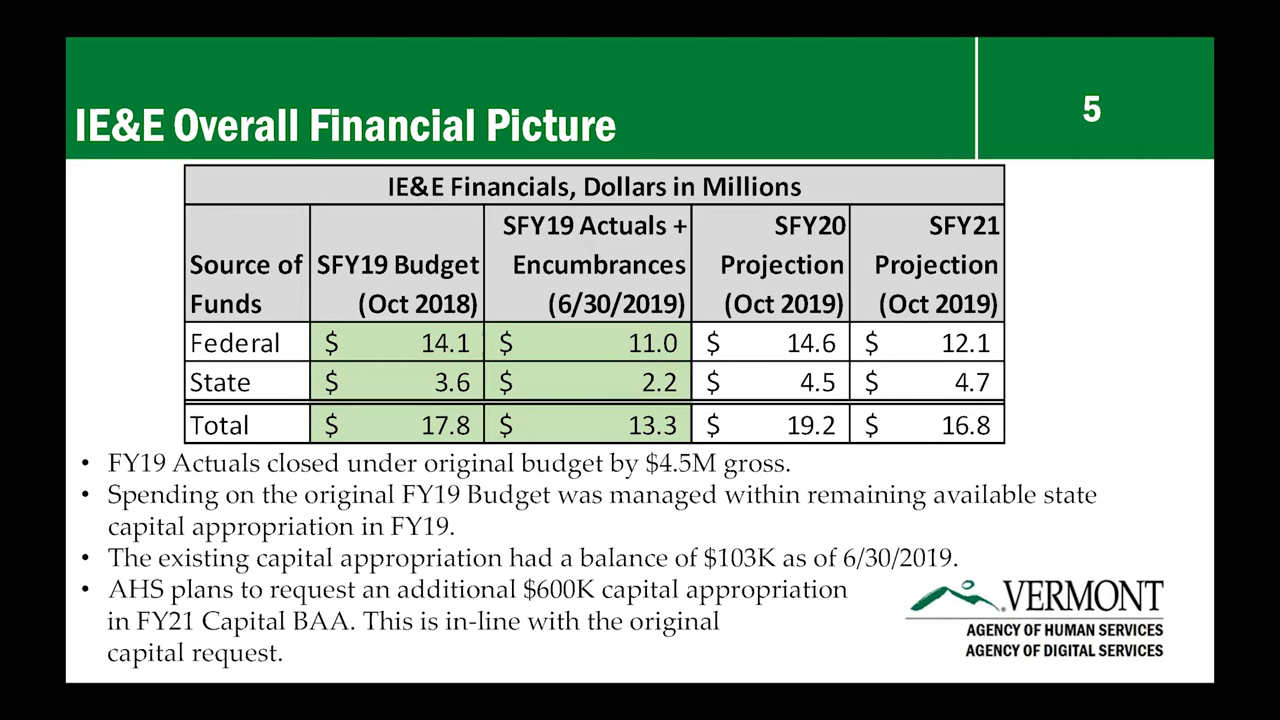 IE&E Overall Financial Picture
5
IE&E Financials, Dollars in Millions
Source of Funds | SFY19 Budget (Oct 2018) | SFY19 Actuals + Encumbrances (6/30/2019) | SFY20 Projection (Oct 2019) | SFY21 Projection (Oct 2019)
Federal | $ 14.1 | $ 11.0 | $ 14.6 | $ 12.1
State | $ 3.6 | $ 2.2 | $ 4.5 | $ 4.7
Total | $ 17.8 | $ 13.3 | $ 19.2 | $ 16.8
• FY19 Actuals closed under original budget by $4.5M gross.
• Spending on the original FY19 Budget was managed within remaining available state
capital appropriation in FY19.
• The existing capital appropriation had a balance of $103K as of 6/30/2019.
• AHS plans to request an additional $600K capital appropriation
in FY21 Capital BAA. This is in-line with the original
capital request.
VERMONT
AGENCY OF HUMAN SERVICES
AGENCY OF DIGITAL SERVICES